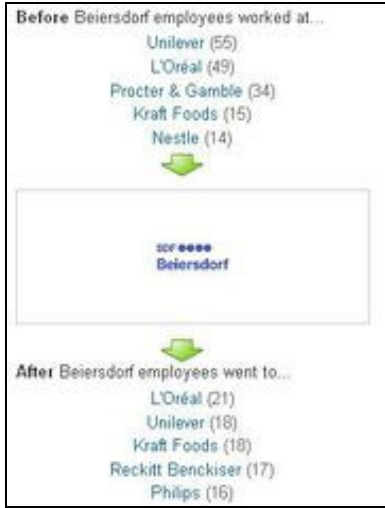 Before Beiersdorf employees worked at...
Unilever (55)
L'Oréal (49)
Procter & Gamble (34)
Kraft Foods (15)
Nestle (14)
BDF
Beiersdorf
After Beiersdorf employees went to...
L'Oréal (21)
Unilever (18)
Kraft Foods (18)
Reckitt Benckiser (17)
Philips (16)